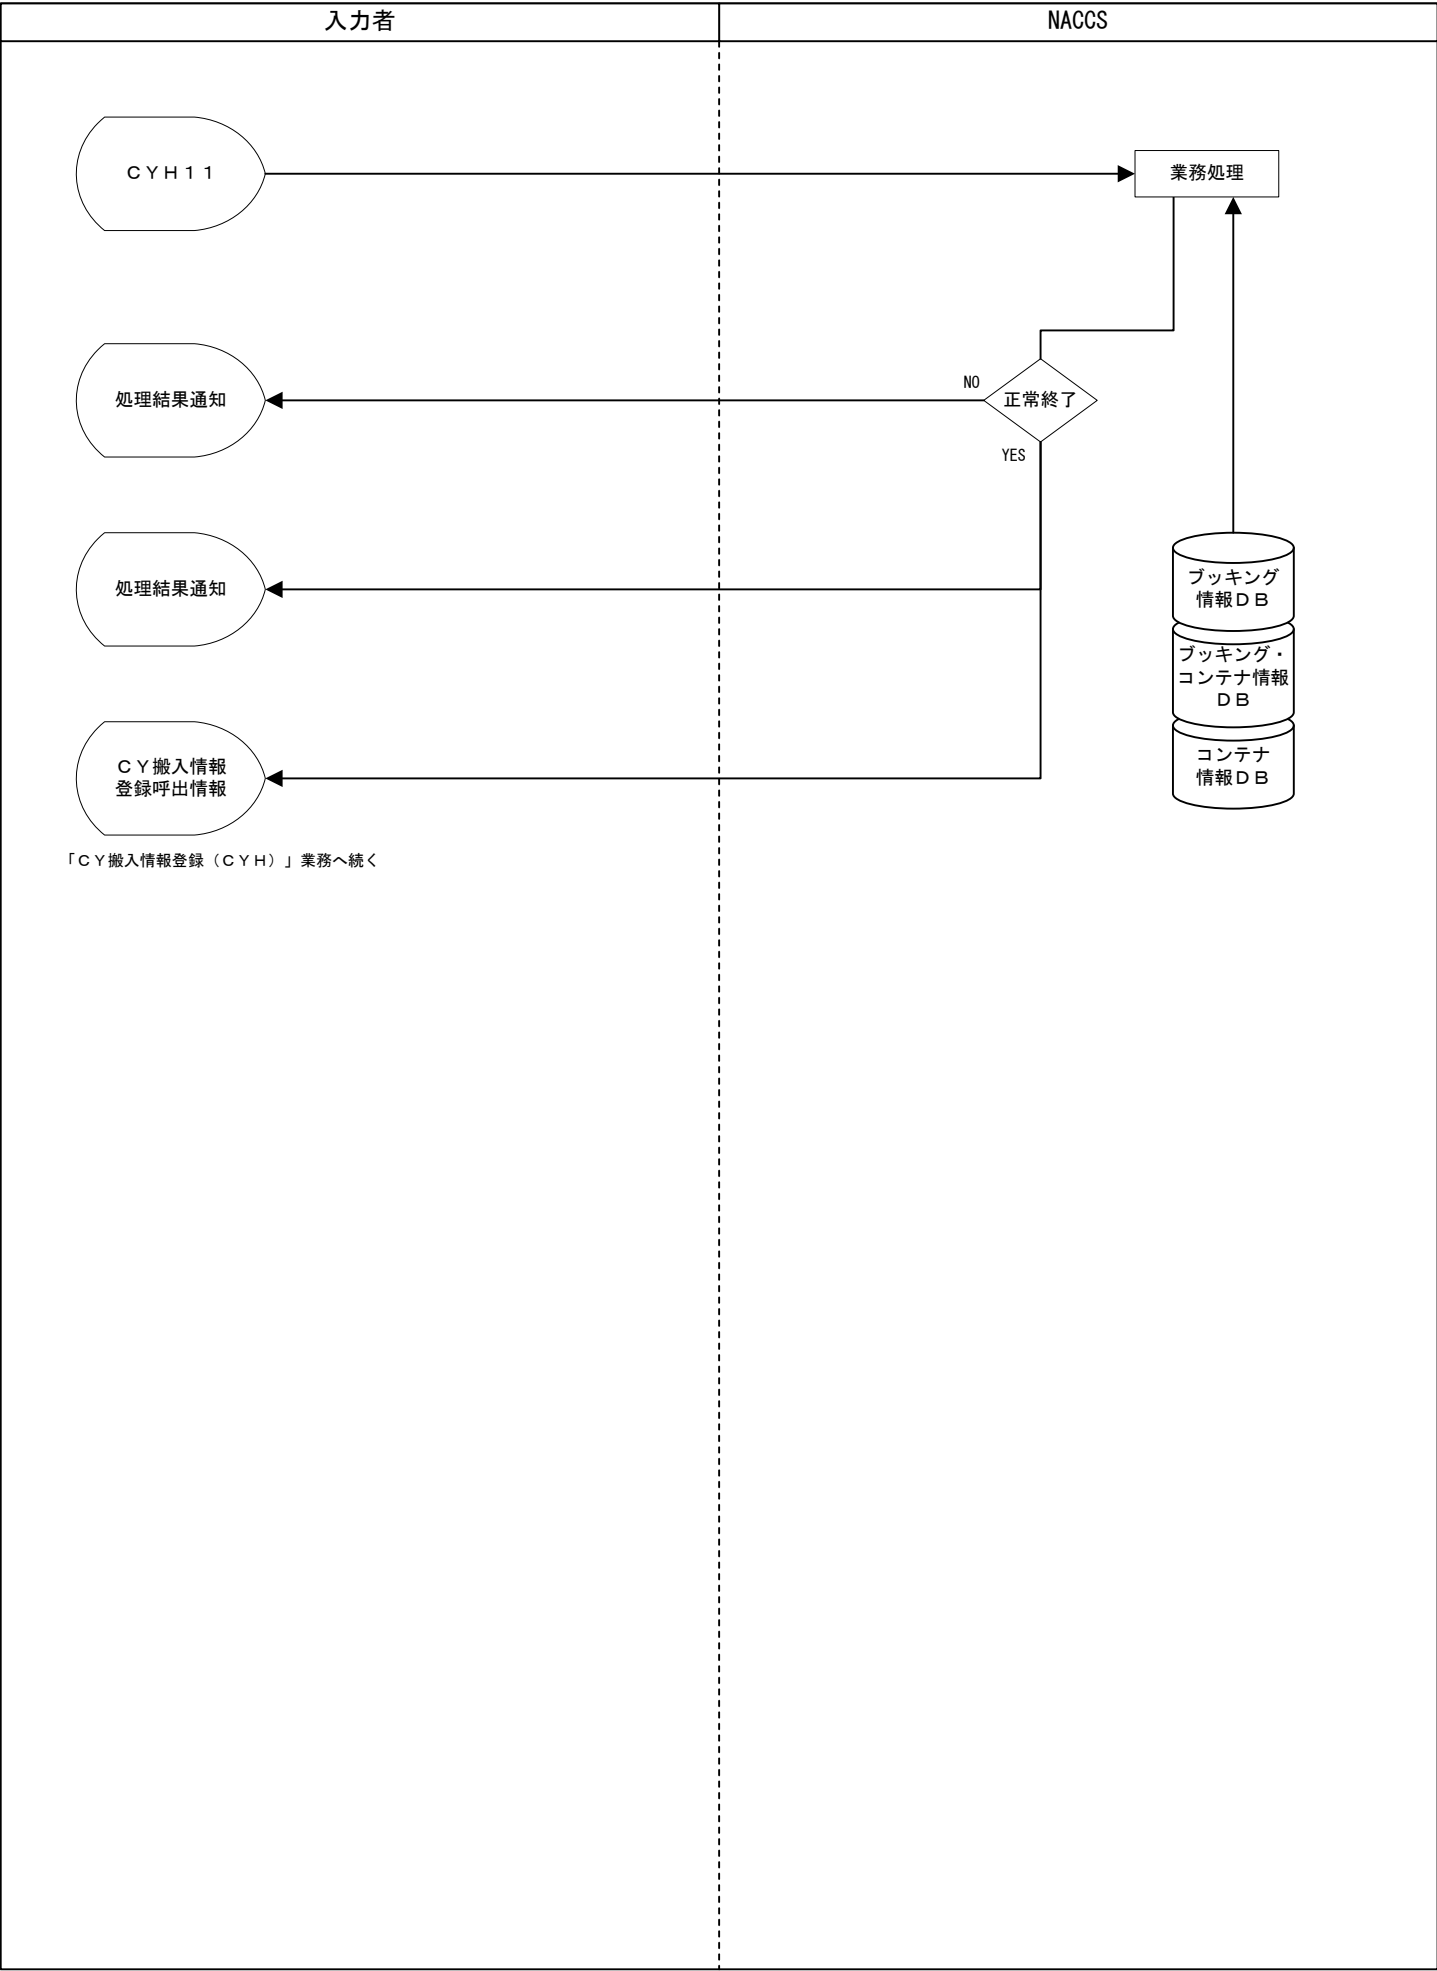 入力者
NACCS
ＣＹＨ１１
業務処理
処理結果通知
NO
正常終了
YES
処理結果通知
ブッキング
情報ＤＢ
ブッキング・
コンテナ情報
ＤＢ
ＣＹ搬入情報
登録呼出情報
コンテナ
情報ＤＢ
「ＣＹ搬入情報登録（ＣＹＨ）」業務へ続く